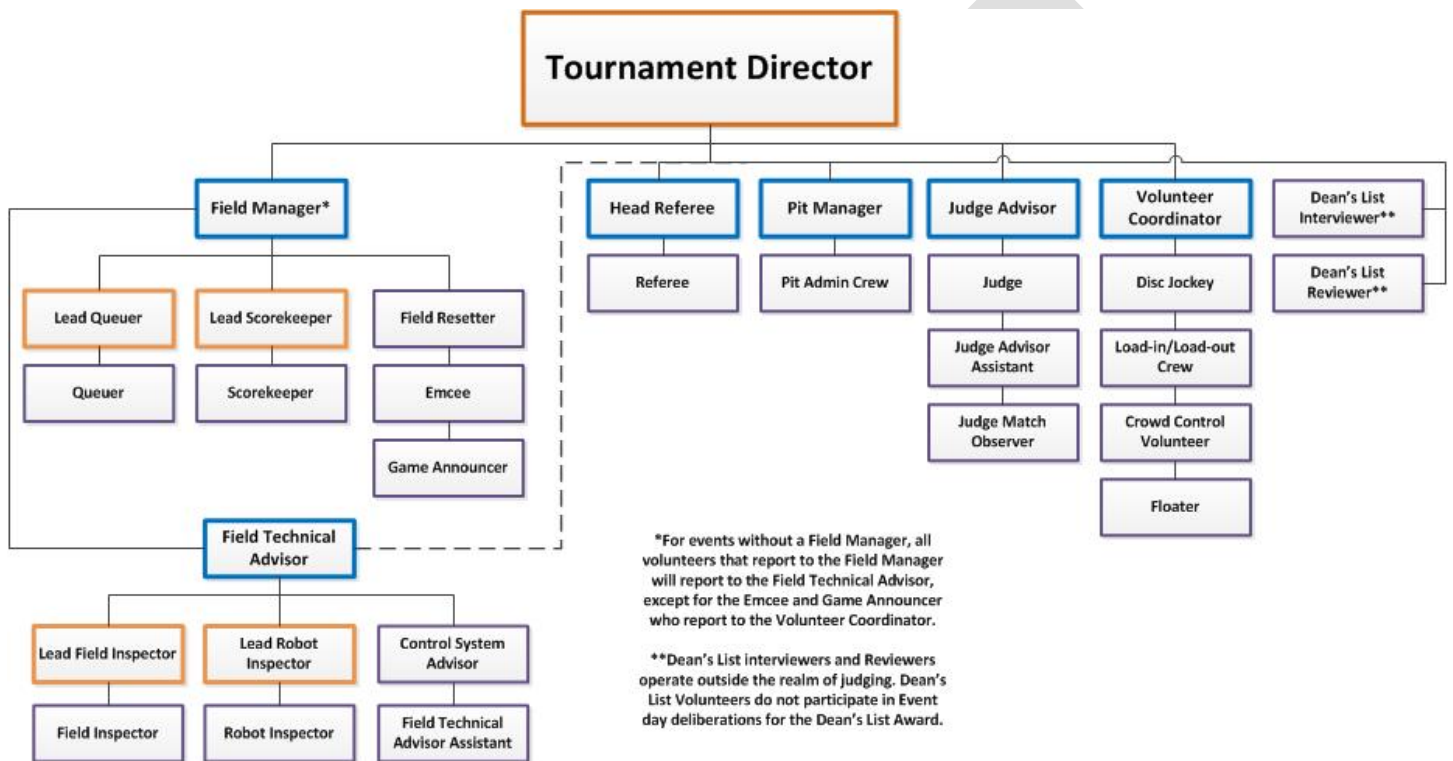 Tournament Director
Field Manager*
Head Referee
Pit Manager
Judge Advisor
Volunteer
Coordinator
Dean's List
Interviewer**
Referee
Pit Admin Crew
Judge
Disc Jockey
Dean's List
Reviewer**
Lead Queuer
Lead Scorekeeper
Field Resetter
Judge Advisor
Assistant
Load-in/Load-out
Crew
Queuer
Scorekeeper
Emcee
Judge Match
Observer
Crowd Control
Volunteer
Game Announcer
Floater
Field Technical
Advisor
Lead Field Inspector
Lead Robot
Inspector
Control System
Advisor
Field Inspector
Robot Inspector
Field Technical
Advisor Assistant
*For events without a Field Manager, all
volunteers that report to the Field Manager
will report to the Field Technical Advisor,
except for the Emcee and Game Announcer
who report to the Volunteer Coordinator.
**Dean's List interviewers and Reviewers
operate outside the realm of judging. Dean's
List Volunteers do not participate in Event
day deliberations for the Dean's List Award.